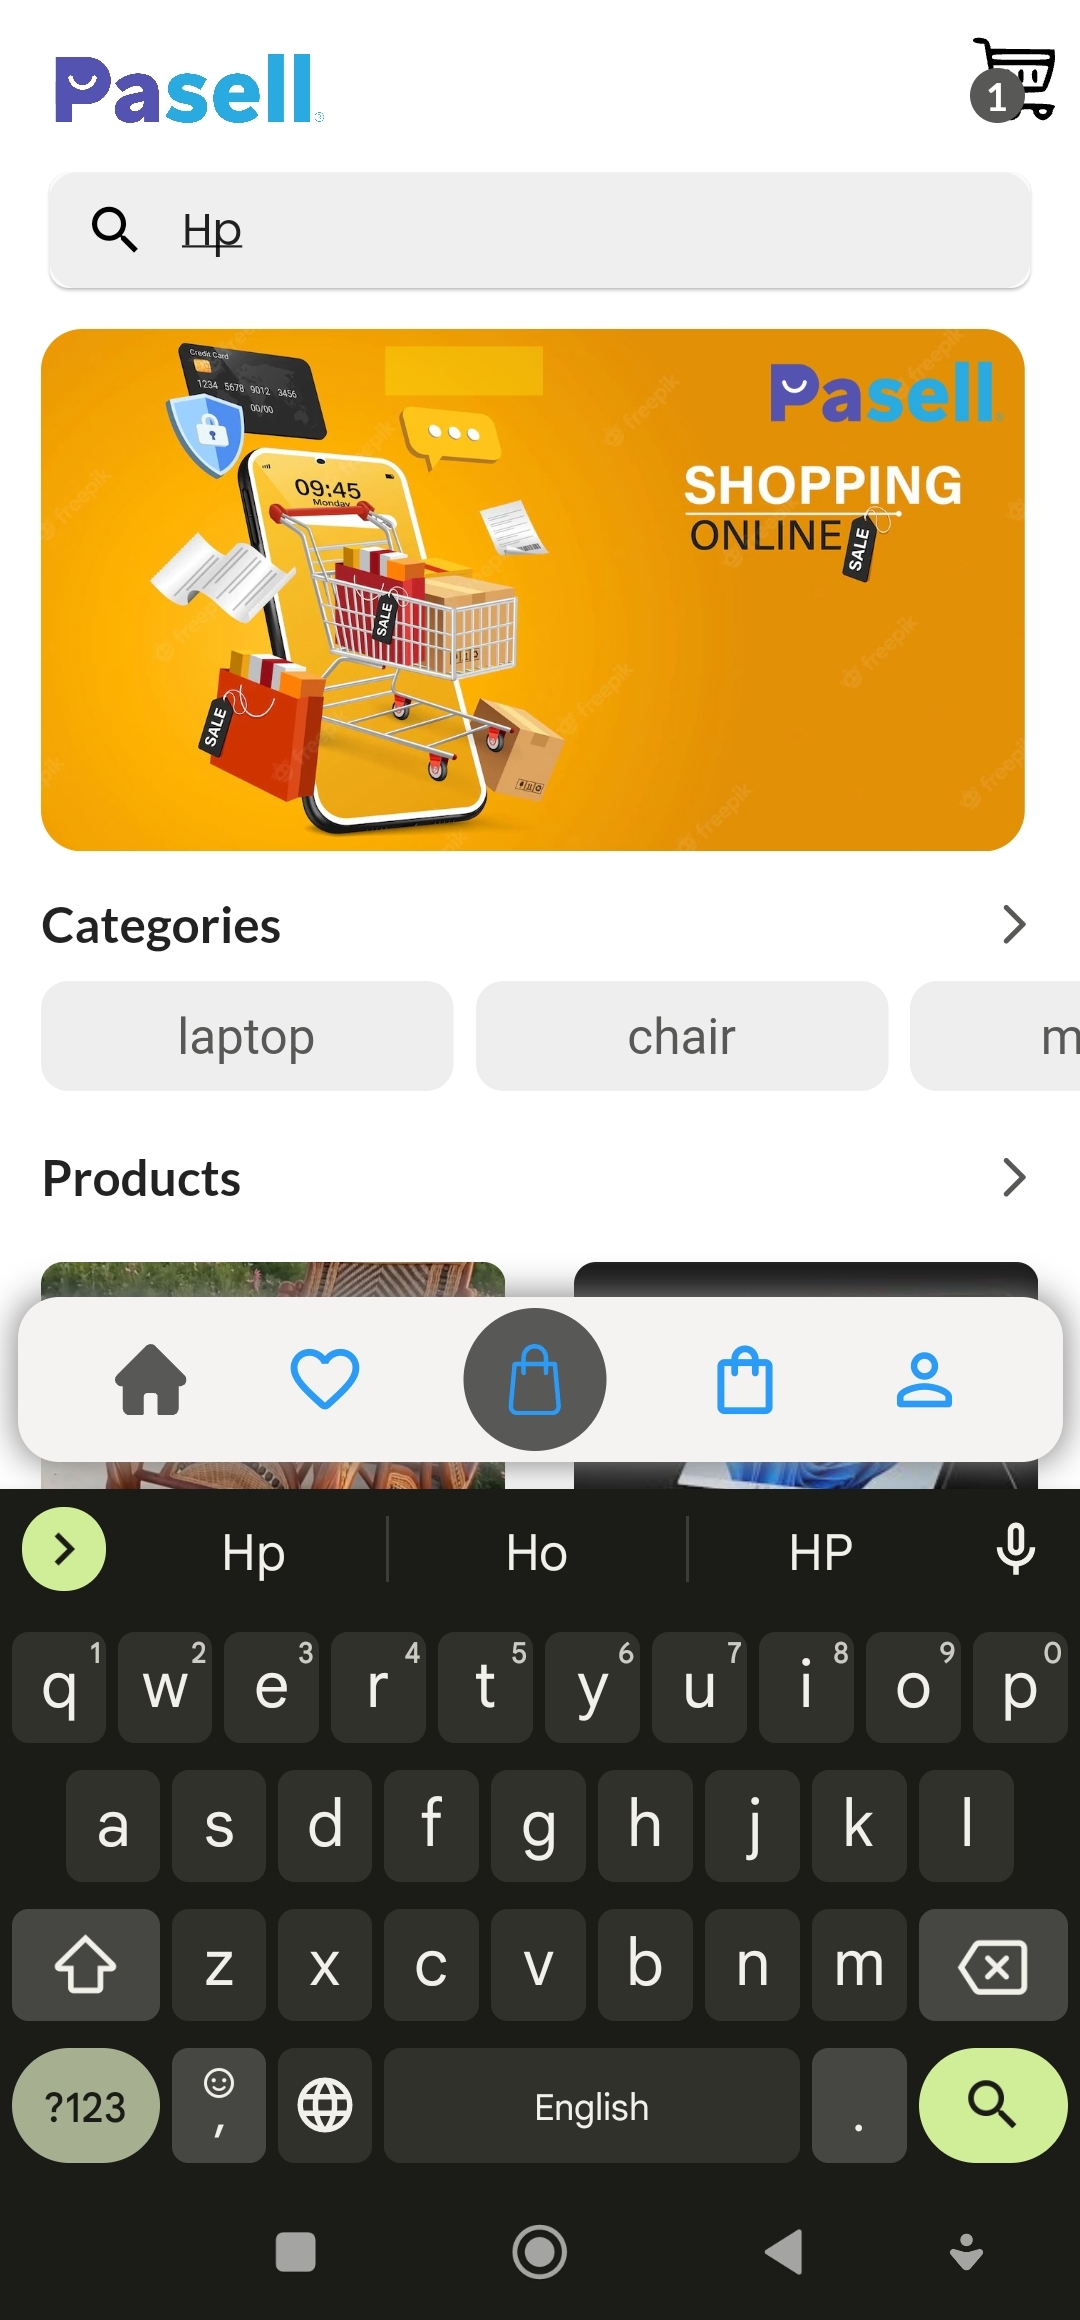 Pasell
1
Hp
Credit Card
1234 5678 9012 3456
00/00
Pasell
09:45
Monday
SHOPPING
ONLINE
SALE
SALE
SALE
freepik
Categories
laptop
chair
m
Products
Hp
Ho
HP
q 1 w 2 e 3 r 4 t 5 y 6 u 7 i 8 o 9 p 0
a s d f g h j k l
z x c v b n m
?123 , English .